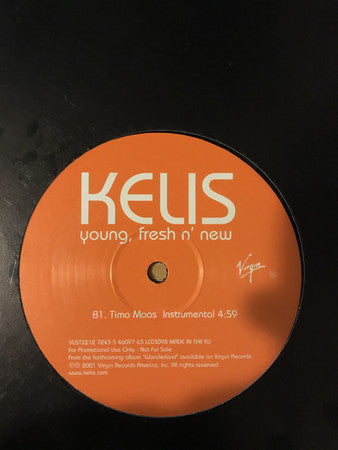 KELIS
young, fresh n' new
Virgin
B1. Timo Maas Instrumental 4:59
VUSTX212 7243 5 46097 63 LC03098 MADE IN THE EU
For Promotional Use Only - Not For Sale
From the forthcoming album "Wanderland" available on Virgin Records.
℗© 2001 Virgin Records America, Inc. All rights reserved
www.kelis.com